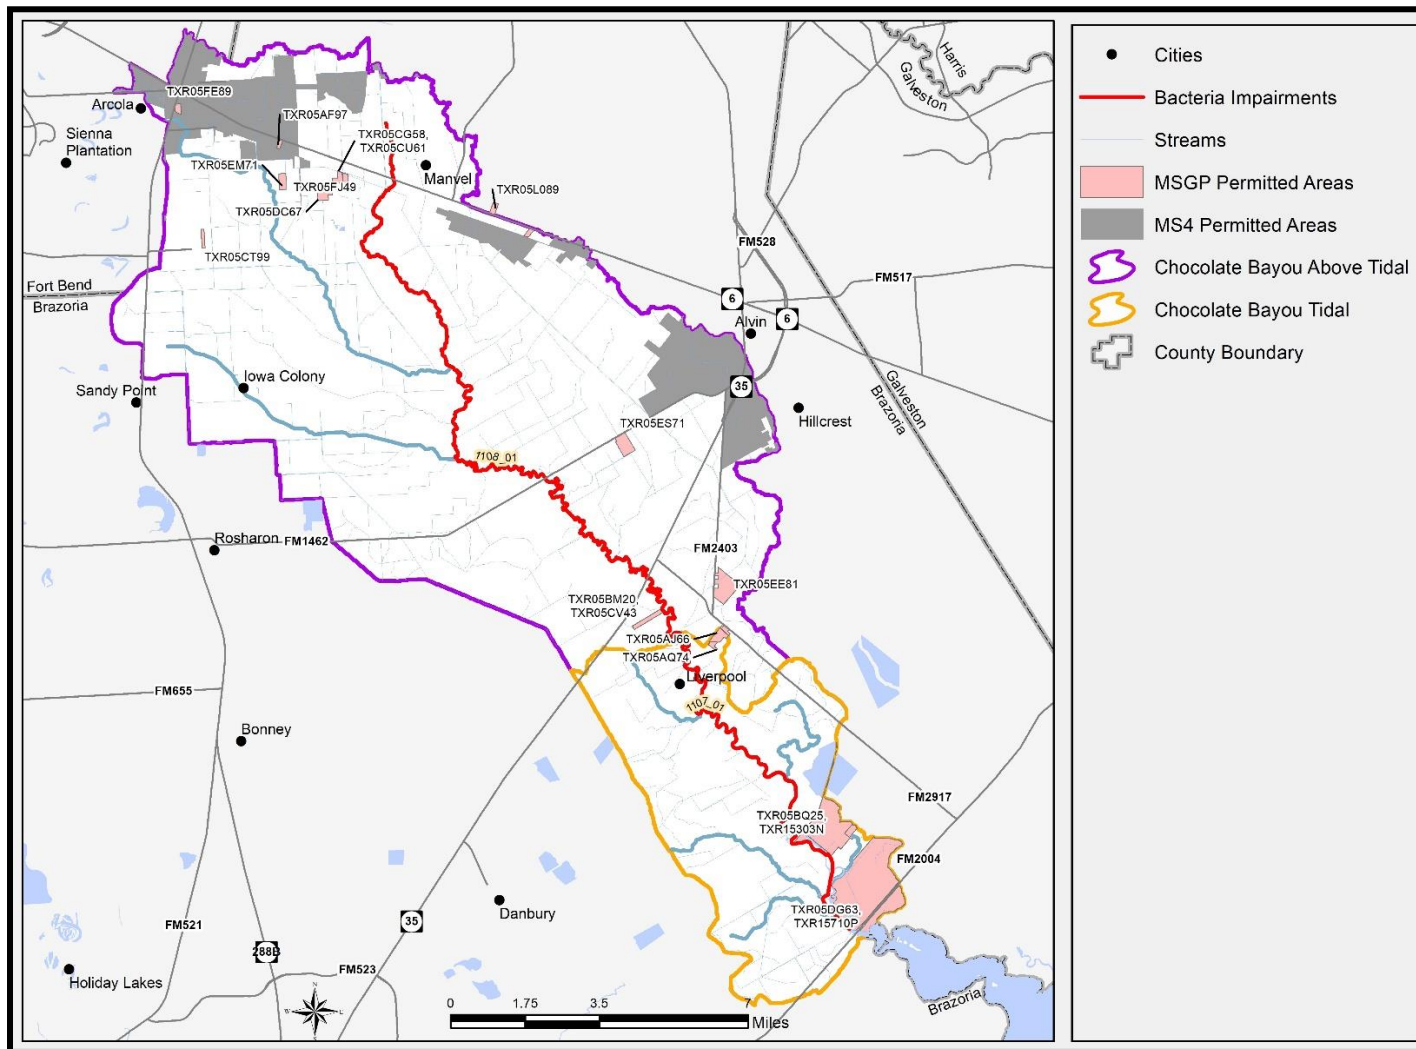 Harris
Galveston
TXR05FE89
Arcola
TXR05AF97
Sienna
Plantation
TXR05CG58,
TXR05CU61
TXR05EM71
TXR05FJ49
Manvel
TXR05L089
TXR05DC67
TXR05CT99
FM528
FM517
Fort Bend
Brazoria
6
6
Alvin
Galveston
Brazoria
Sandy Point
Iowa Colony
35
Hillcrest
TXR05ES71
1108_01
Rosharon
FM1462
FM2403
TXR05EE81
TXR05BM20,
TXR05CV43
TXR05AJ66
TXR05AQ74
Liverpool
1107_01
FM655
Bonney
FM2917
TXR05BQ25,
TXR15303N
FM2004
TXR05DG63,
TXR15710P
Danbury
FM521
35
288B
FM523
Holiday Lakes
Brazoria
N
W
E
S
0
1.75
3.5
7
Miles
Cities
Bacteria Impairments
Streams
MSGP Permitted Areas
MS4 Permitted Areas
Chocolate Bayou Above Tidal
Chocolate Bayou Tidal
County Boundary